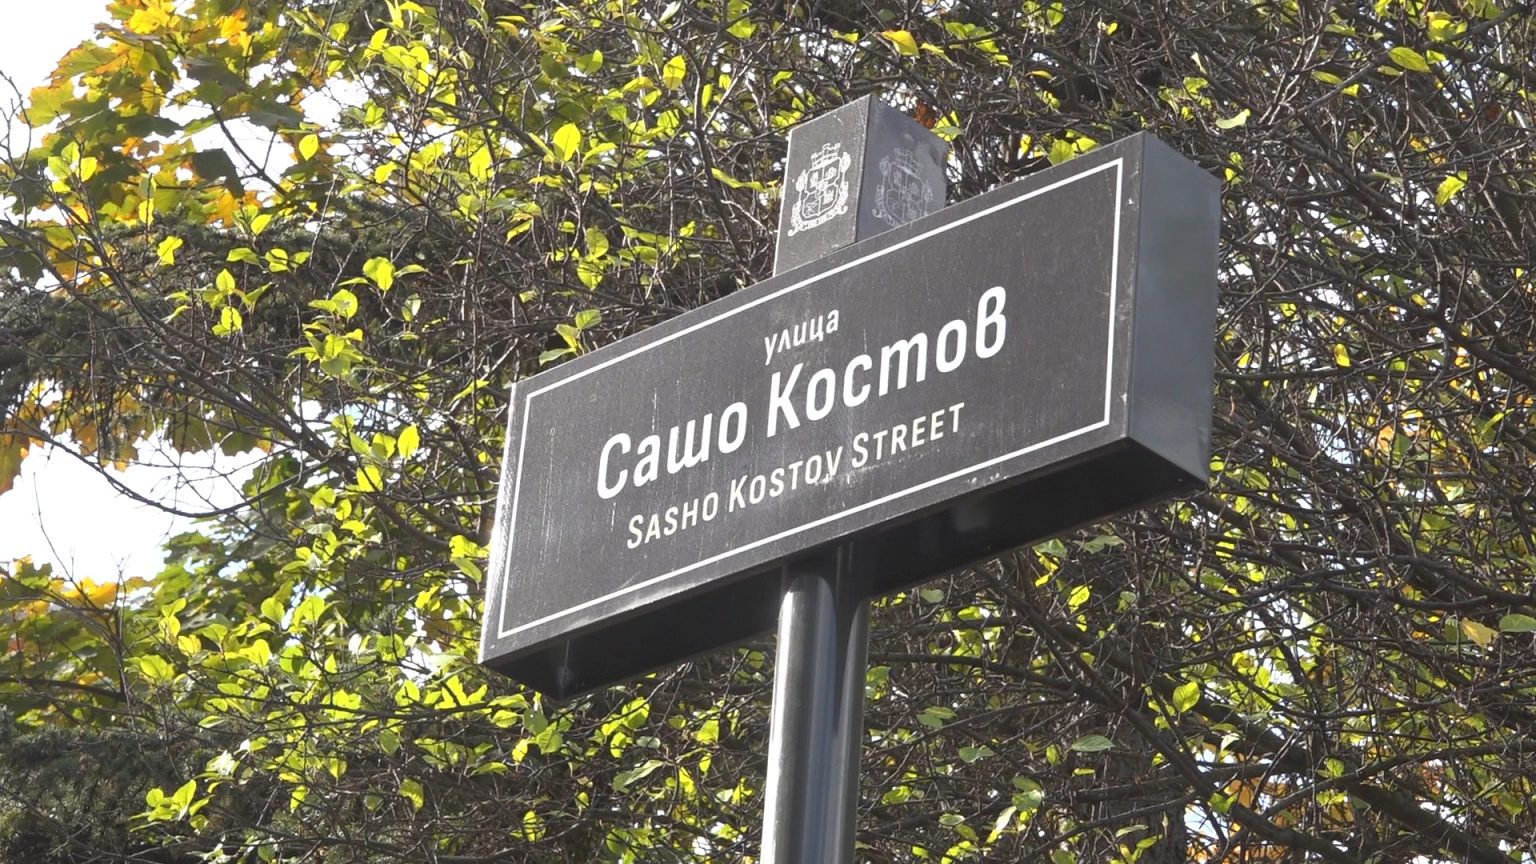 улица
Сашо Костов
SASHO KOSTOV STREET